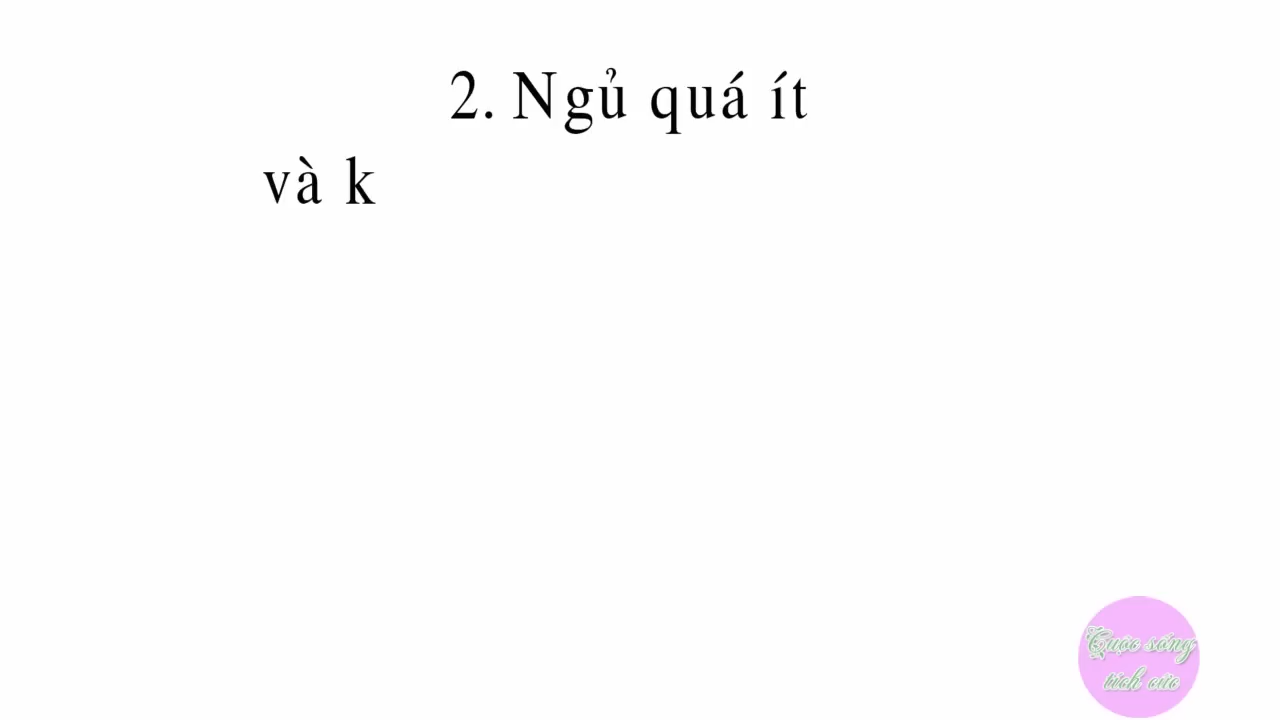 2. Ngủ quá ít
và k
Cuộc sống
tích cực